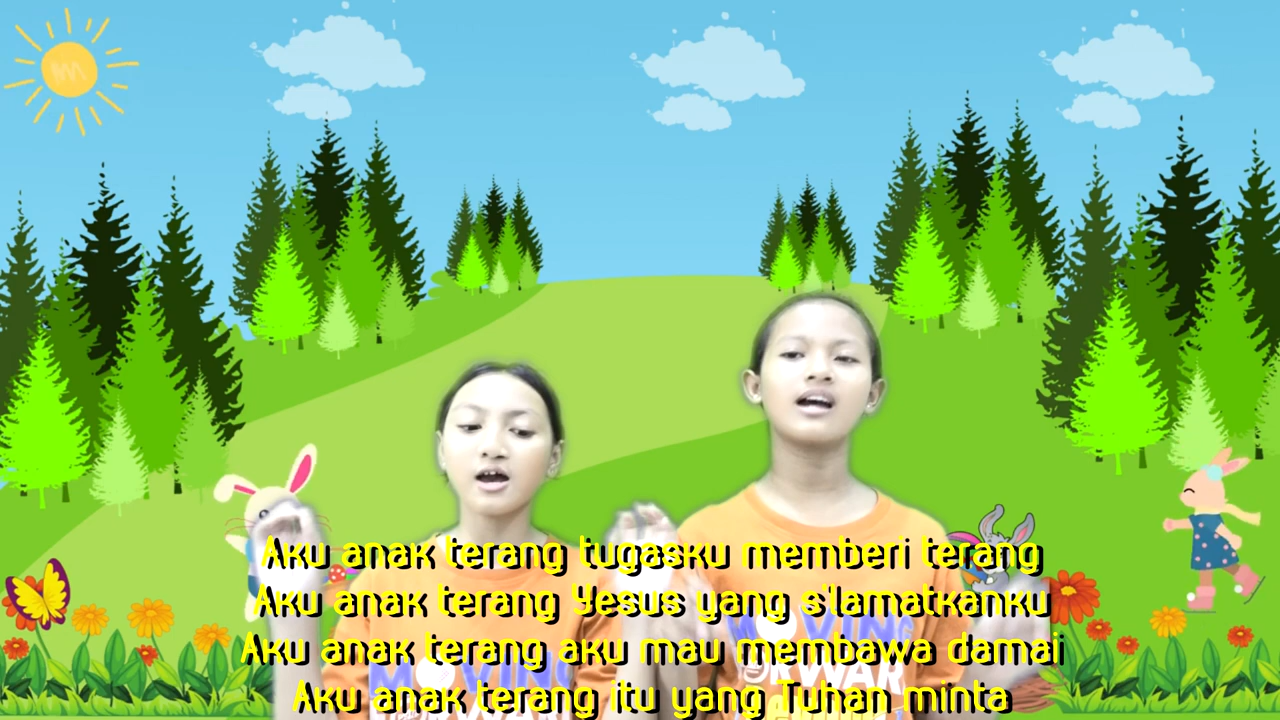 Aku anak terang tugasku memberi terang
Aku anak terang Yesus yang s'lamatkanku
Aku anak terang aku mau membawa damai
Aku anak terang itu yang Tuhan minta
MOVING